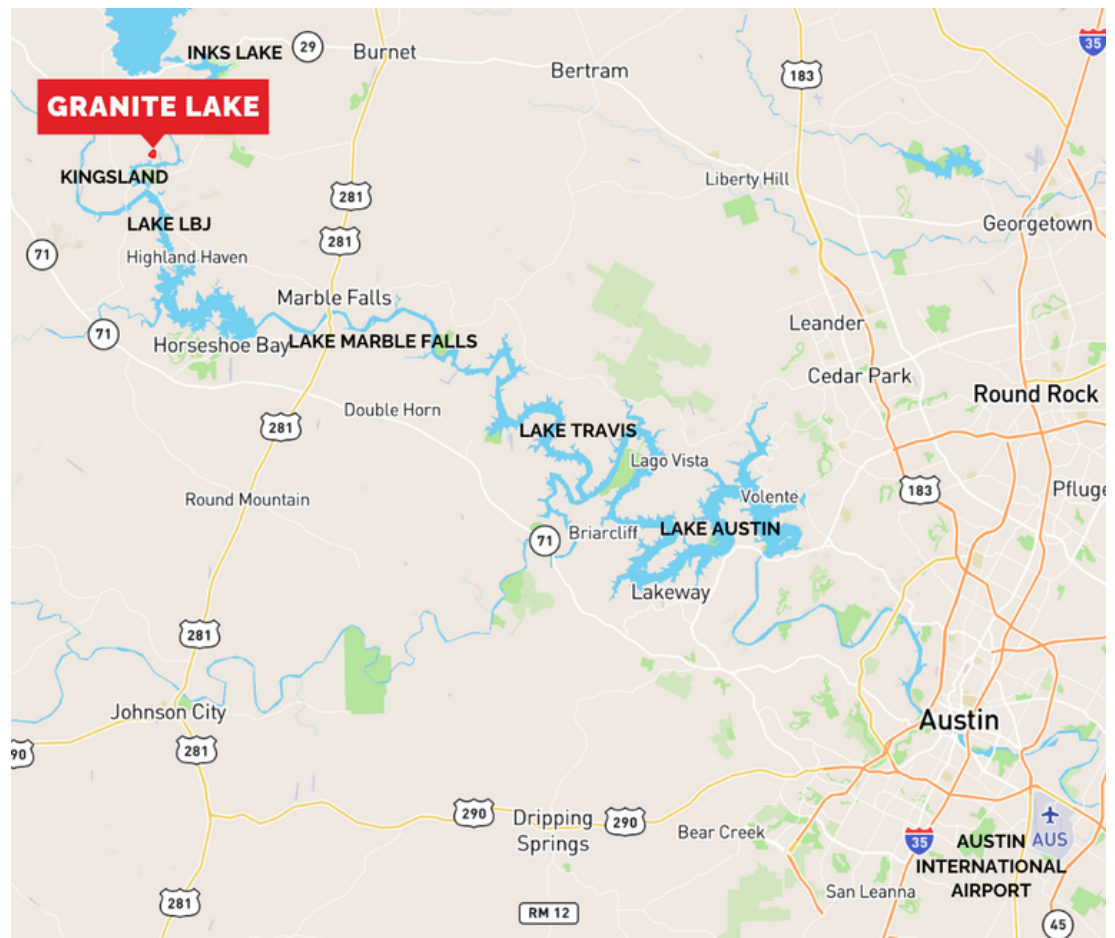 INKS LAKE
29
Burnet
35
Bertram
183
GRANITE LAKE
KINGSLAND
281
Liberty Hill
LAKE LBJ
Georgetown
71
281
Highland Haven
Marble Falls
71
Horseshoe Bay
LAKE MARBLE FALLS
Leander
Cedar Park
Round Rock
Double Horn
281
LAKE TRAVIS
Lago Vista
183
Pfluge
Round Mountain
Volente
71
Briarcliff
LAKE AUSTIN
Lakeway
281
Johnson City
Austin
90
281
290
Dripping
Springs
290
Bear Creek
35
AUS
AUSTIN
INTERNATIONAL
AIRPORT
San Leanna
281
RM 12
45